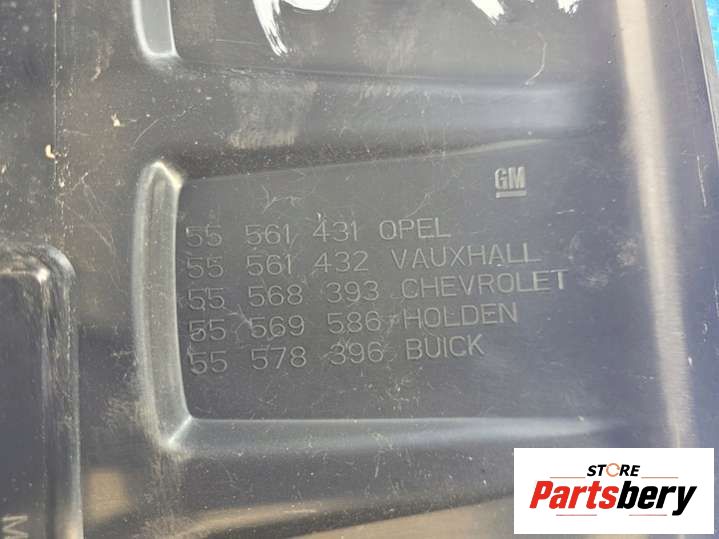 GM
55 561 431 OPEL
55 561 432 VAUXHALL
55 568 393 CHEVROLET
55 569 586 HOLDEN
55 578 396 BUICK
M
STORE
Partsbery